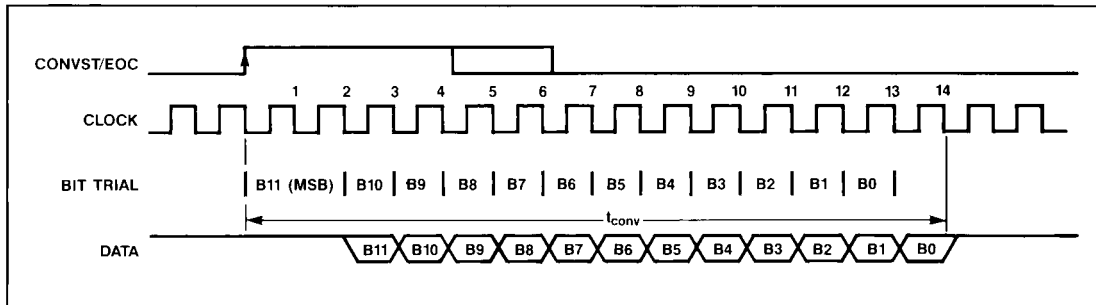 CONVST/EOC
1 2 3 4 5 6 7 8 9 10 11 12 13 14
CLOCK
BIT TRIAL B11 (MSB) B10 B9 B8 B7 B6 B5 B4 B3 B2 B1 B0
tconv
DATA B11 B10 B9 B8 B7 B6 B5 B4 B3 B2 B1 B0